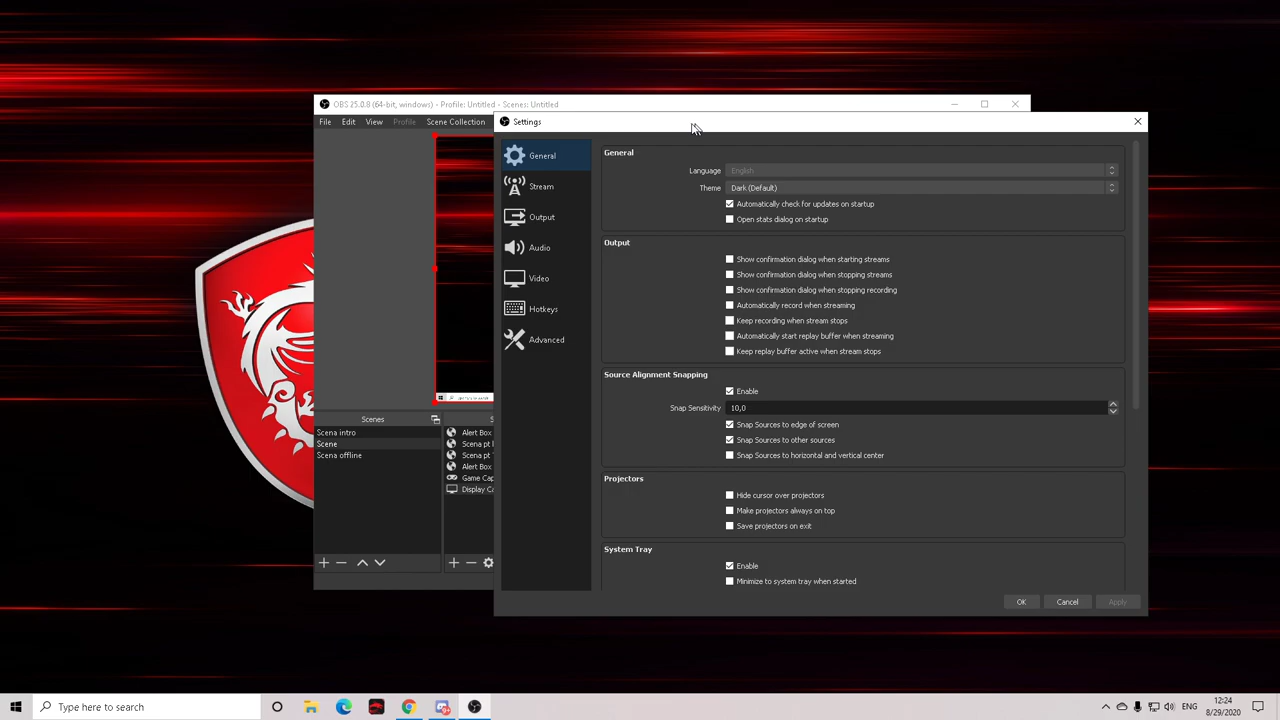 OBS 25.0.8 (64-bit, windows) - Profile: Untitled - Scenes: Untitled
File Edit View Profile Scene Collection
Settings
General
Stream
Output
Audio
Video
Hotkeys
Advanced
General
Language English
Theme Dark (Default)
Automatically check for updates on startup
Open stats dialog on startup
Output
Show confirmation dialog when starting streams
Show confirmation dialog when stopping streams
Show confirmation dialog when stopping recording
Automatically record when streaming
Keep recording when stream stops
Automatically start replay buffer when streaming
Keep replay buffer active when stream stops
Source Alignment Snapping
Enable
Snap Sensitivity 10,0
Snap Sources to edge of screen
Snap Sources to other sources
Snap Sources to horizontal and vertical center
Projectors
Hide cursor over projectors
Make projectors always on top
Save projectors on exit
System Tray
Enable
Minimize to system tray when started
OK Cancel Apply
Scenes
Scena intro
Scene
Scena offline
Alert Box
Scena pt
Scena pt
Alert Box
Game Cap
Display Ca
Type here to search
12:24
8/29/2020